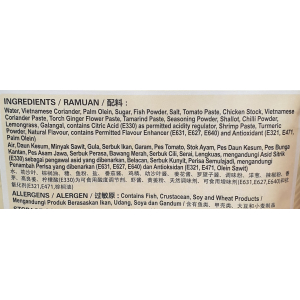 INGREDIENTS / RAMUAN / 配料 :
Water, Vietnamese Coriander, Palm Olein, Sugar, Fish Powder, Salt, Tomato Paste, Chicken Stock, Vietnamese
Coriander Paste, Torch Ginger Flower Paste, Tamarind Paste, Seasoning Powder, Shallot, Chilli Powder,
Lemongrass, Galangal, contains Citric Acid (E330) as permitted acidity regulator, Shrimp Paste, Turmeric
Powder, Natural Flavour, contains Permitted Flavour Enhancer (E631, E627, E640) and Antioxidant (E321, E471,
Palm Olein)
Air, Daun Kesum, Minyak Sawit, Gula, Serbuk Ikan, Garam, Pes Tomato, Stok Ayam, Pes Daun Kesum, Pes Bunga
Kantan, Pes Asam Jawa, Serbuk Perasa, Bawang Merah, Serbuk Cili, Serai, Lengkuas, mengandungi Asid Sitrik
(E330) sebagai pengawal asid yang dibenarkan, Belacan, Serbuk Kunyit, Perisa Semulajadi, mengandungi
Penambah Perisa yang dibenarkan (E631, E627, E640) dan Antioksidan (E321, E471, Olein Sawit)
ALLERGENS / ALERGEN / 过敏原 : Contains Fish, Crustacean, Soy and Wheat Products /
Mengandungi Produk Berasaskan Ikan, Udang, Soya dan Gandum /